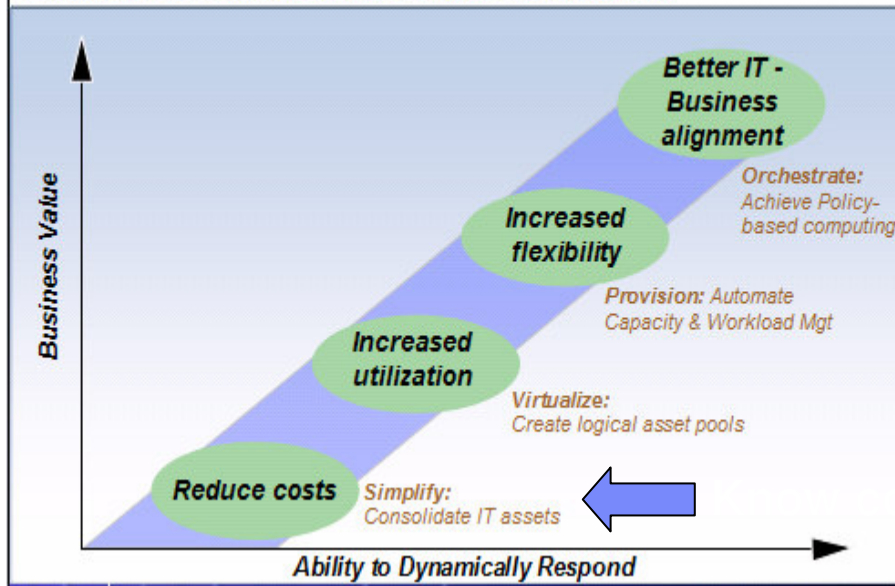 Better IT -
Business
alignment
Orchestrate:
Achieve Policy-
based computing
Increased
flexibility
Provision: Automate
Capacity & Workload Mgt
Increased
utilization
Virtualize:
Create logical asset pools
Reduce costs
Simplify:
Consolidate IT assets
Business Value
Ability to Dynamically Respond